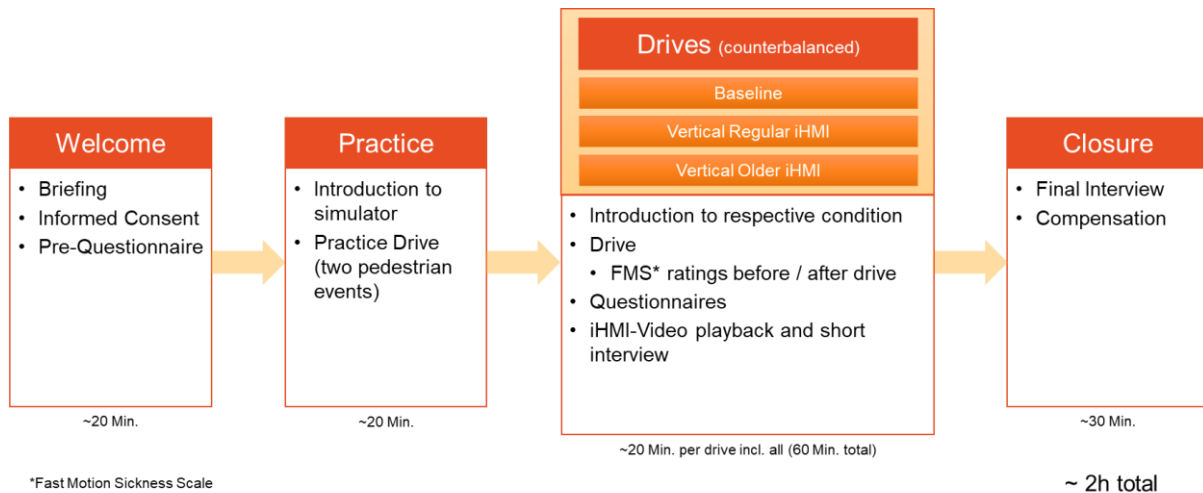 Welcome
• Briefing
• Informed Consent
• Pre-Questionnaire
~20 Min.
Practice
• Introduction to
simulator
• Practice Drive
(two pedestrian
events)
~20 Min.
Drives (counterbalanced)
Baseline
Vertical Regular iHMI
Vertical Older iHMI
• Introduction to respective condition
• Drive
• FMS* ratings before / after drive
• Questionnaires
• iHMI-Video playback and short
interview
~20 Min. per drive incl. all (60 Min. total)
Closure
• Final Interview
• Compensation
~30 Min.
*Fast Motion Sickness Scale
~ 2h total